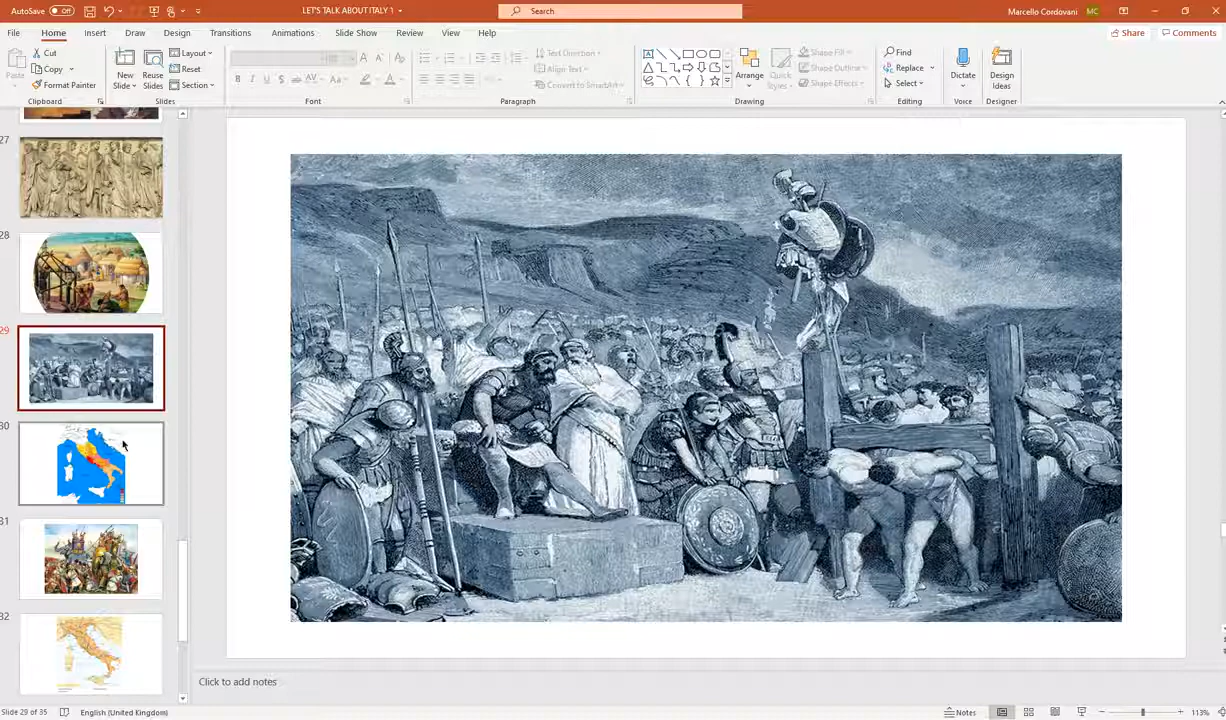 AutoSave Off LET'S TALK ABOUT ITALY 1 Search Marcello Cordovani MC
File Home Insert Draw Design Transitions Animations Slide Show Review View Help Share Comments
Paste Cut Copy Format Painter
Clipboard
New Slide Reuse Slides Layout Reset Section
Slides
B I U S ab AV Aa A
Font
Text Direction Align Text Convert to SmartArt
Paragraph
Arrange Quick Styles Shape Fill Shape Outline Shape Effects
Drawing
Find Replace Select
Editing
Dictate
Voice
Design Ideas
Designer
27
28
29
30
31
32
Click to add notes
Slide 29 of 35 English (United Kingdom) Notes 113%